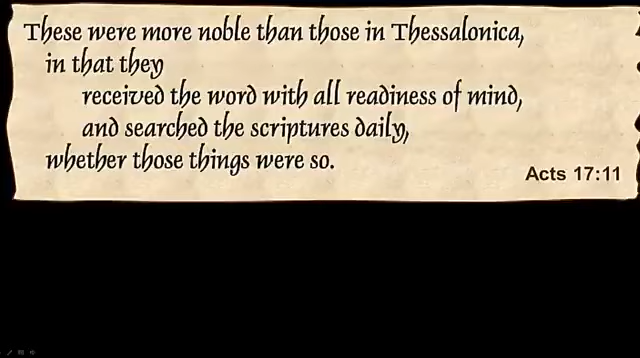 These were more noble than those in Thessalonica,
in that they
received the word with all readiness of mind,
and searched the scriptures daily,
whether those things were so.
Acts 17:11